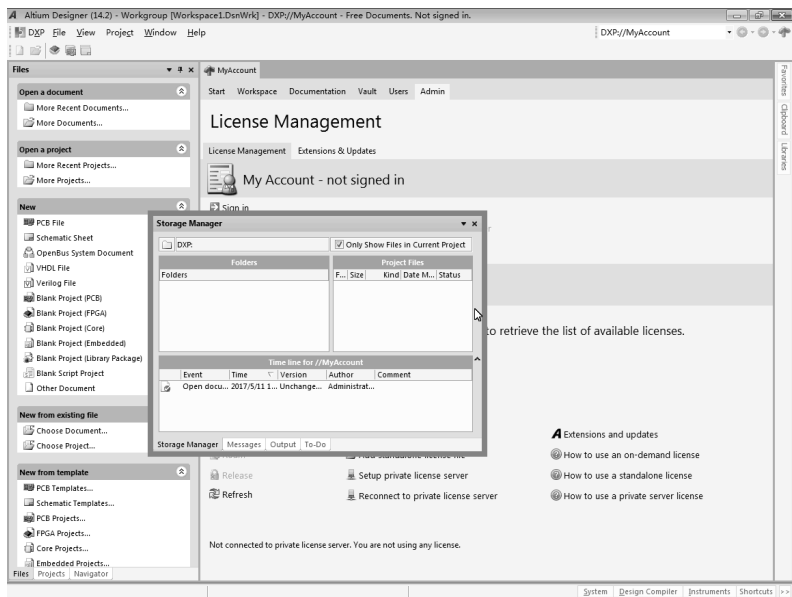 Altium Designer (14.2) - Workgroup [Workspace1.DsnWrk] - DXP://MyAccount - Free Documents. Not signed in.
DXP File View Project Window Help
DXP://MyAccount
Files
MyAccount
Open a document
More Recent Documents...
More Documents...
Open a project
More Recent Projects...
More Projects...
New
PCB File
Schematic Sheet
OpenBus System Document
VHDL File
Verilog File
Blank Project (PCB)
Blank Project (FPGA)
Blank Project (Core)
Blank Project (Embedded)
Blank Project (Library Package)
Blank Script Project
Other Document
New from existing file
Choose Document...
Choose Project...
New from template
PCB Templates...
Schematic Templates...
PCB Projects...
FPGA Projects...
Core Projects...
Embedded Projects...
Files Projects Navigator
Start Workspace Documentation Vault Users Admin
License Management
License Management Extensions & Updates
My Account - not signed in
Sign in
Storage Manager
DXP:
Only Show Files in Current Project
Folders
Folders
Project Files
F... Size Kind Date M... Status
Time line for //MyAccount
Event Time Version Author Comment
Open docu... 2017/5/11 1... Unchange... Administrat...
Storage Manager Messages Output To-Do
to retrieve the list of available licenses.
Release
Refresh
Add standalone license file
Setup private license server
Reconnect to private license server
Extensions and updates
How to use an on-demand license
How to use a standalone license
How to use a private server license
Not connected to private license server. You are not using any license.
Favorites
Clipboard
Libraries
System Design Compiler Instruments Shortcuts >>